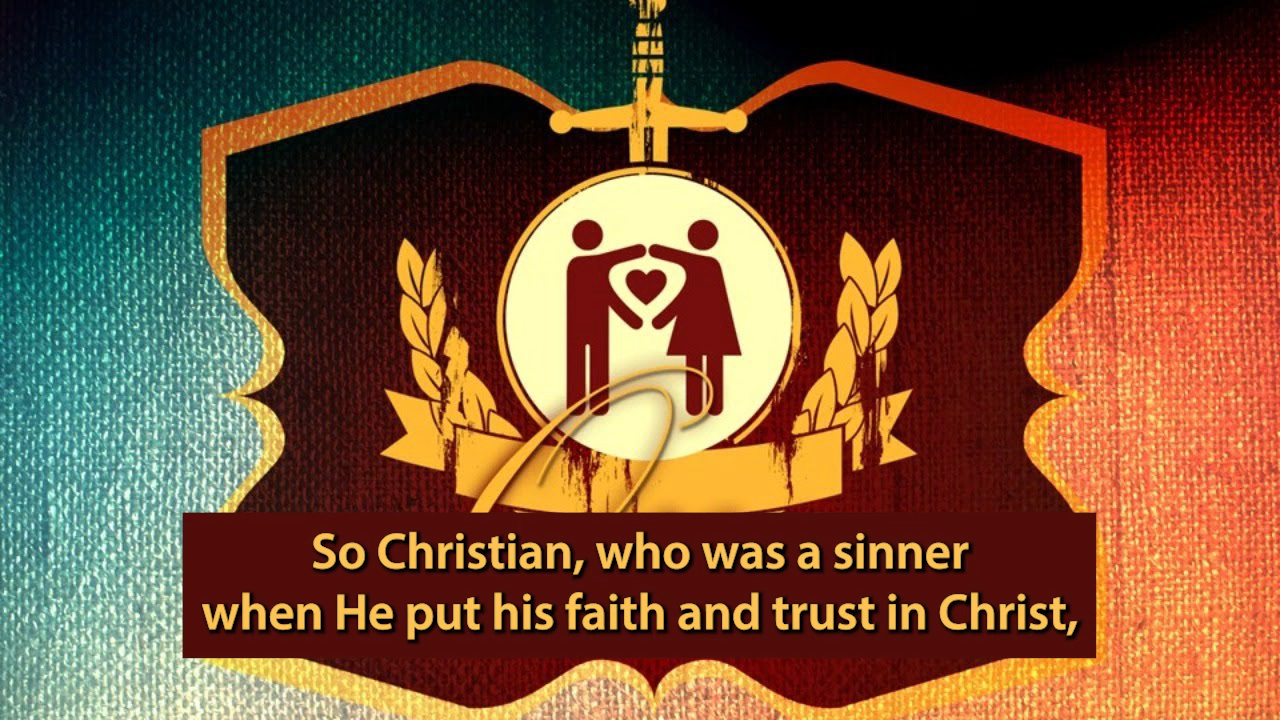 So Christian, who was a sinner
when He put his faith and trust in Christ,